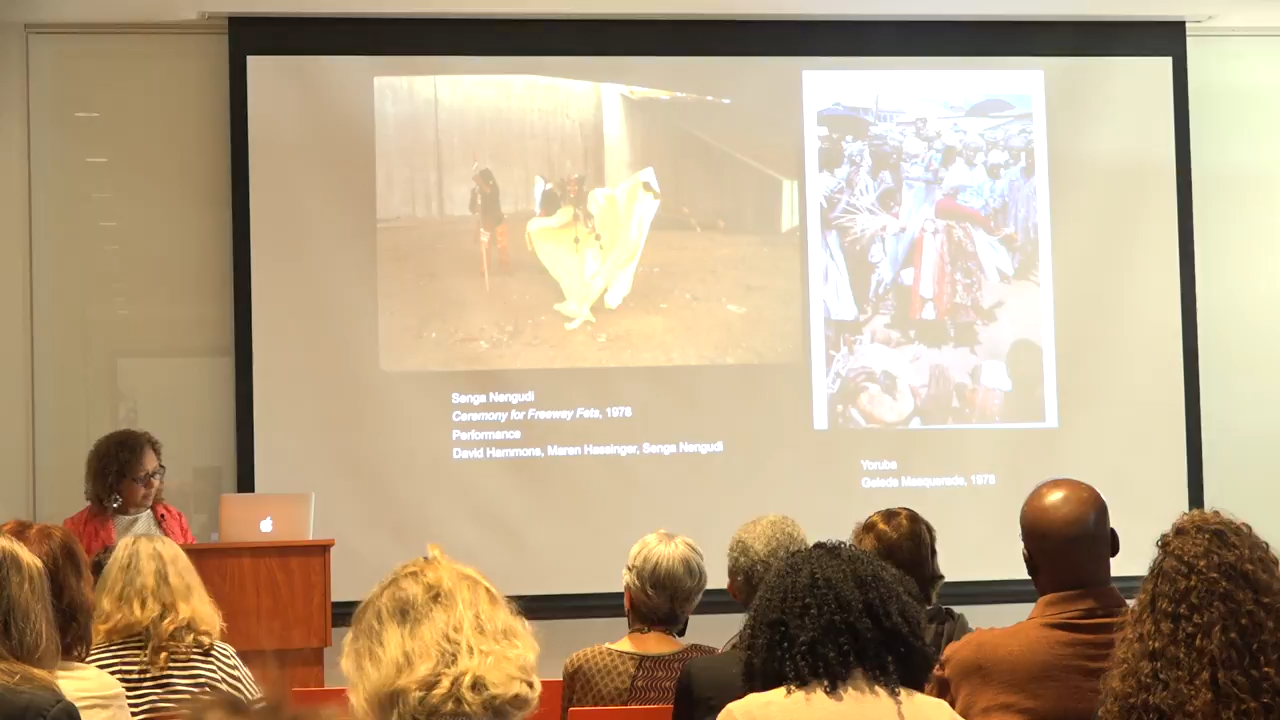 Senga Nengudi
Ceremony for Freeway Fets, 1978
Performance
David Hammons, Maren Hassinger, Senga Nengudi
Yoruba
Gelede Masquerade, 1978